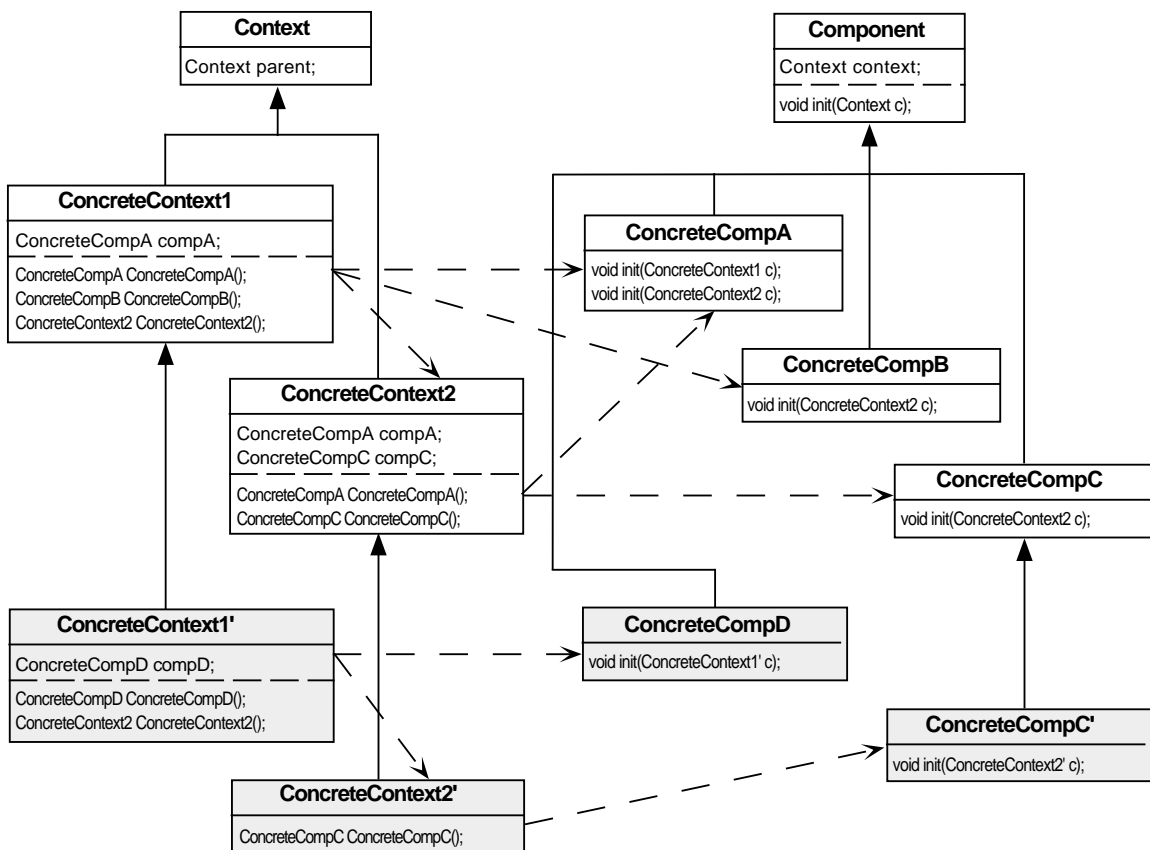 Context
Context parent;
Component
Context context;
void init(Context c);
ConcreteContext1
ConcreteCompA compA;
ConcreteCompA ConcreteCompA();
ConcreteCompB ConcreteCompB();
ConcreteContext2 ConcreteContext2();
ConcreteCompA
void init(ConcreteContext1 c);
void init(ConcreteContext2 c);
ConcreteCompB
void init(ConcreteContext2 c);
ConcreteContext2
ConcreteCompA compA;
ConcreteCompC compC;
ConcreteCompA ConcreteCompA();
ConcreteCompC ConcreteCompC();
ConcreteCompC
void init(ConcreteContext2 c);
ConcreteContext1'
ConcreteCompD compD;
ConcreteCompD ConcreteCompD();
ConcreteContext2 ConcreteContext2();
ConcreteCompD
void init(ConcreteContext1' c);
ConcreteCompC'
void init(ConcreteContext2' c);
ConcreteContext2'
ConcreteCompC ConcreteCompC();